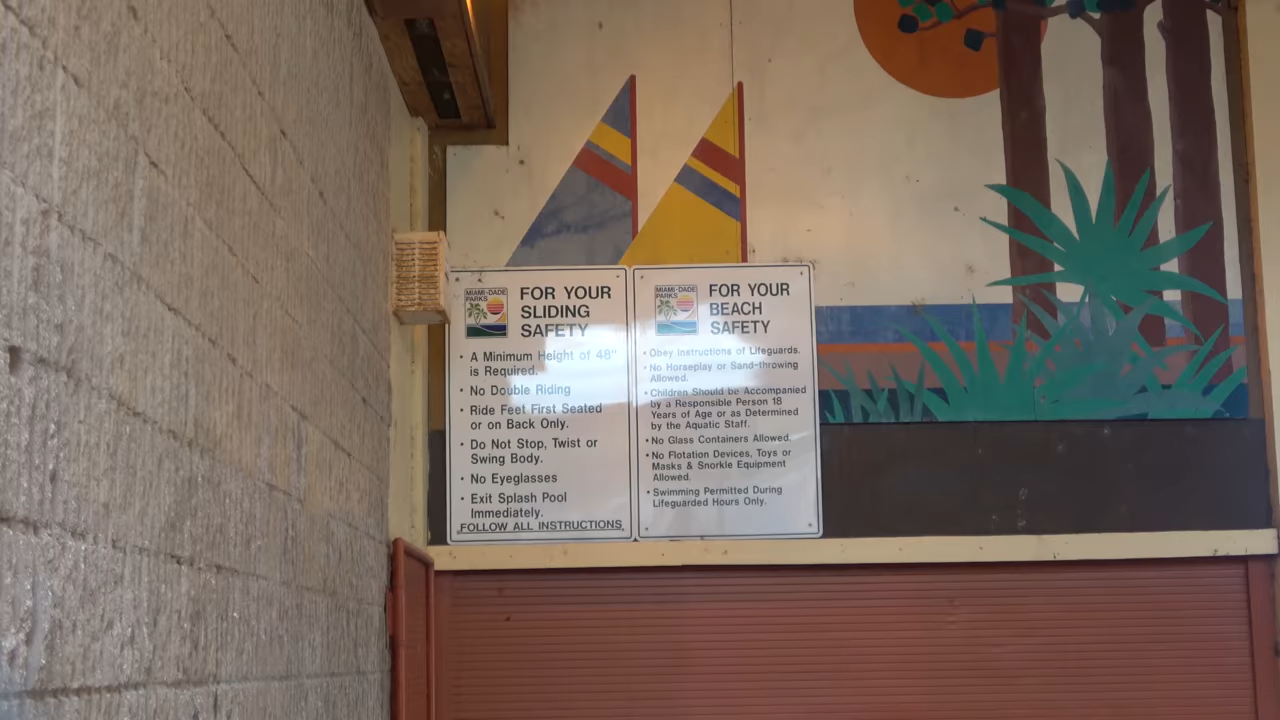 MIAMI-DADE
PARKS
FOR YOUR
SLIDING
SAFETY
• A Minimum Height of 48"
is Required.
• No Double Riding
• Ride Feet First Seated
or on Back Only.
• Do Not Stop, Twist or
Swing Body.
• No Eyeglasses
• Exit Splash Pool
Immediately.
FOLLOW ALL INSTRUCTIONS
MIAMI-DADE
PARKS
FOR YOUR
BEACH
SAFETY
• Obey Instructions of Lifeguards.
• No Horseplay or Sand-throwing
Allowed.
• Children Should be Accompanied
by a Responsible Person 18
Years of Age or as Determined
by the Aquatic Staff.
• No Glass Containers Allowed.
• No Flotation Devices, Toys or
Masks & Snorkle Equipment
Allowed.
• Swimming Permitted During
Lifeguarded Hours Only.